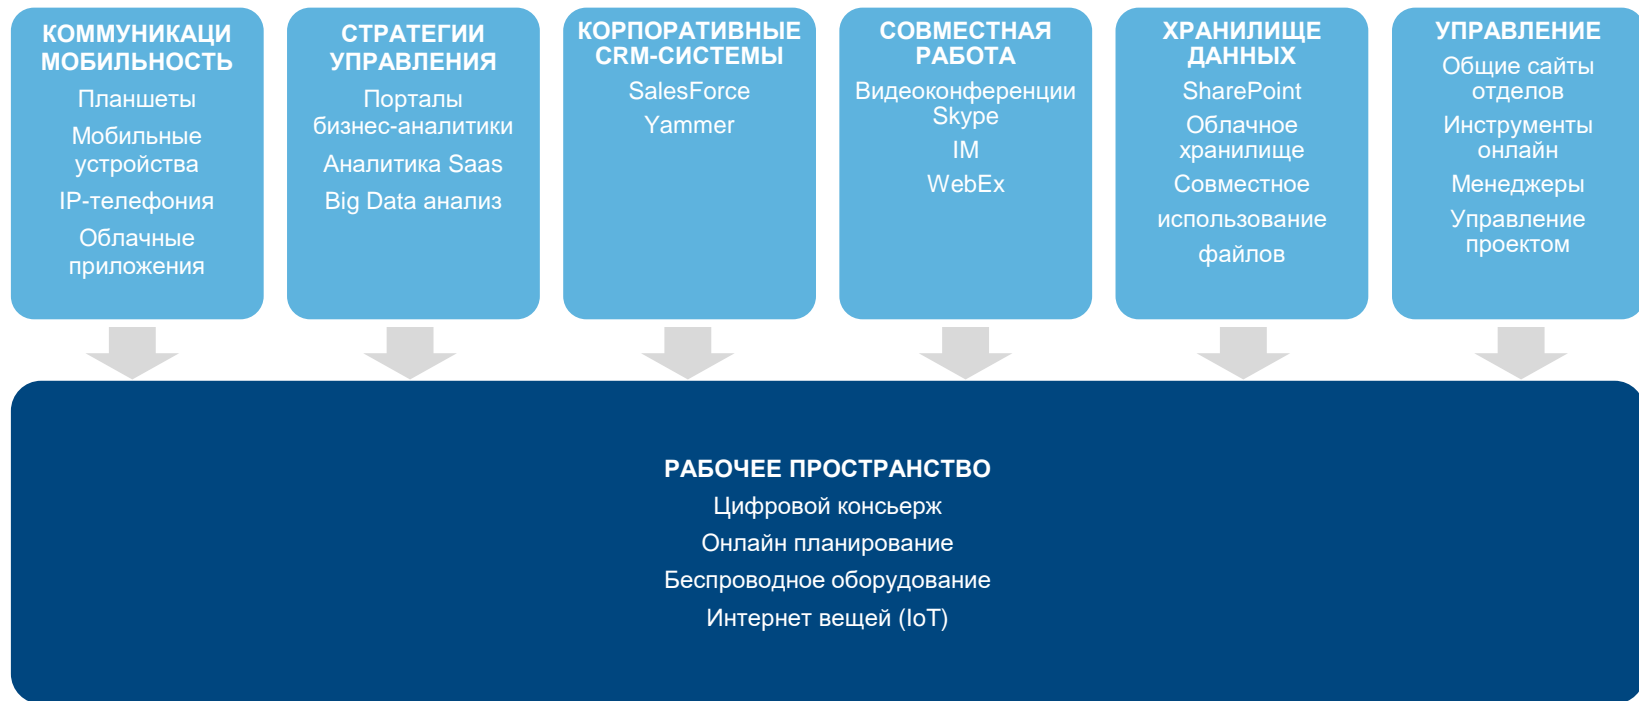 КОММУНИКАЦИ
МОБИЛЬНОСТЬ
Планшеты
Мобильные
устройства
IP-телефония
Облачные
приложения
СТРАТЕГИИ
УПРАВЛЕНИЯ
Порталы
бизнес-аналитики
Аналитика Saas
Big Data анализ
КОРПОРАТИВНЫЕ
CRM-СИСТЕМЫ
SalesForce
Yammer
СОВМЕСТНАЯ
РАБОТА
Видеоконференции
Skype
IM
WebEx
ХРАНИЛИЩЕ
ДАННЫХ
SharePoint
Облачное
хранилище
Совместное
использование
файлов
УПРАВЛЕНИЕ
Общие сайты
отделов
Инструменты
онлайн
Менеджеры
Управление
проектом
РАБОЧЕЕ ПРОСТРАНСТВО
Цифровой консьерж
Онлайн планирование
Беспроводное оборудование
Интернет вещей (IoT)